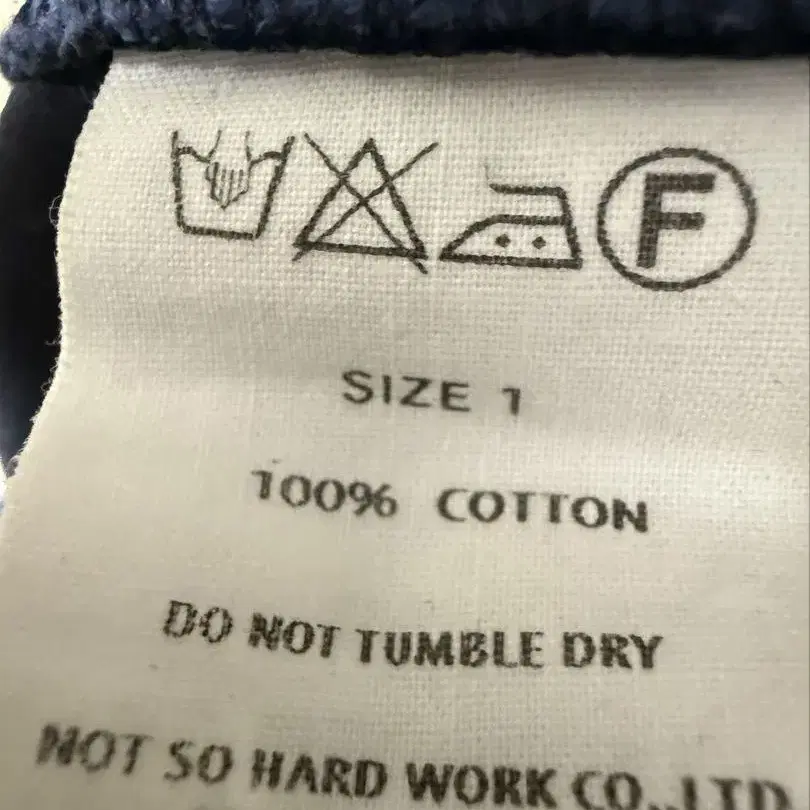 F
SIZE 1
100% COTTON
DO NOT TUMBLE DRY
NOT SO HARD WORK CO.,LTD